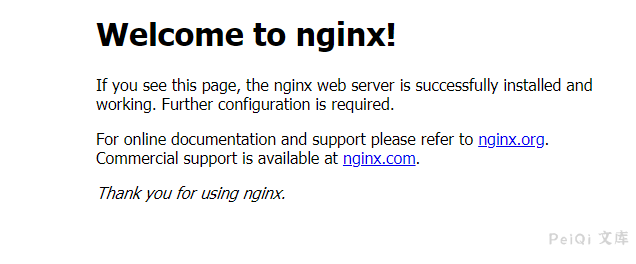 Welcome to nginx!
If you see this page, the nginx web server is successfully installed and
working. Further configuration is required.
For online documentation and support please refer to nginx.org.
Commercial support is available at nginx.com.
Thank you for using nginx.
PeiQi 文库